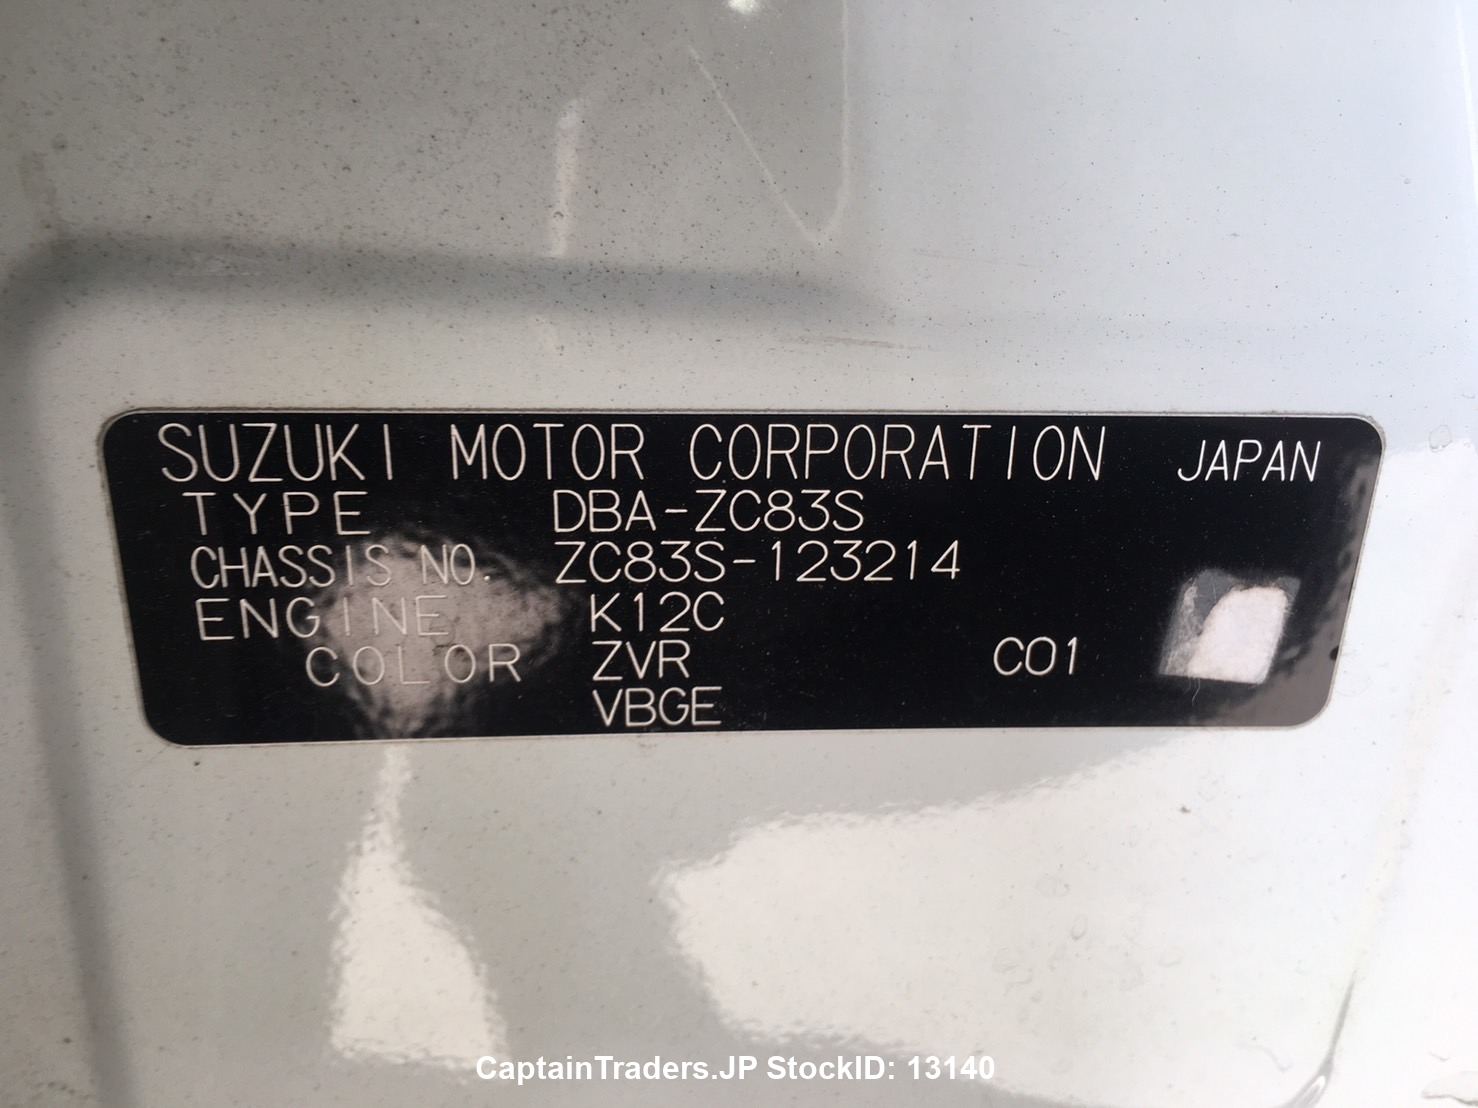 SUZUKI MOTOR CORPORATION JAPAN
TYPE DBA-ZC83S
CHASSIS NO. ZC83S-123214
ENGINE K12C
COLOR ZVR C01
VBGE
CaptainTraders.JP StockID: 13140